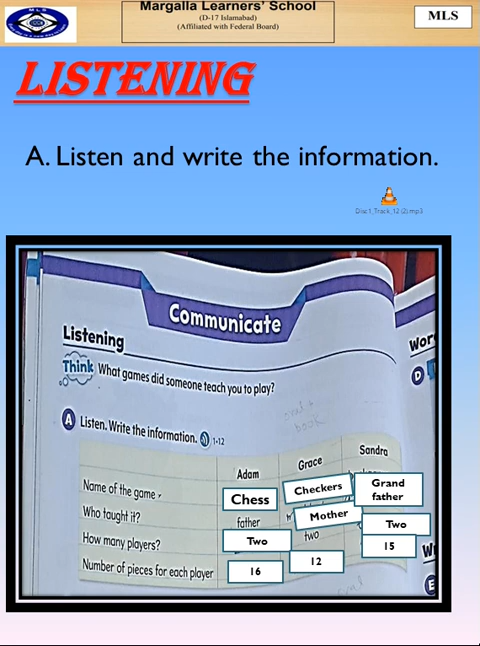 Margalla Learners' School
(D-17 Islamabad)
(Affiliated with Federal Board)
MLS
LISTENING
A. Listen and write the information.
Disc1_Track_12 (2).mp3
Communicate
Listening
Think What games did someone teach you to play?
A Listen. Write the information. 1•12
Adam Grace Sandra
Name of the game Chess Checkers Grand father
Who taught it? father Mother Two
How many players? Two two 15
Number of pieces for each player 16 12
D
E